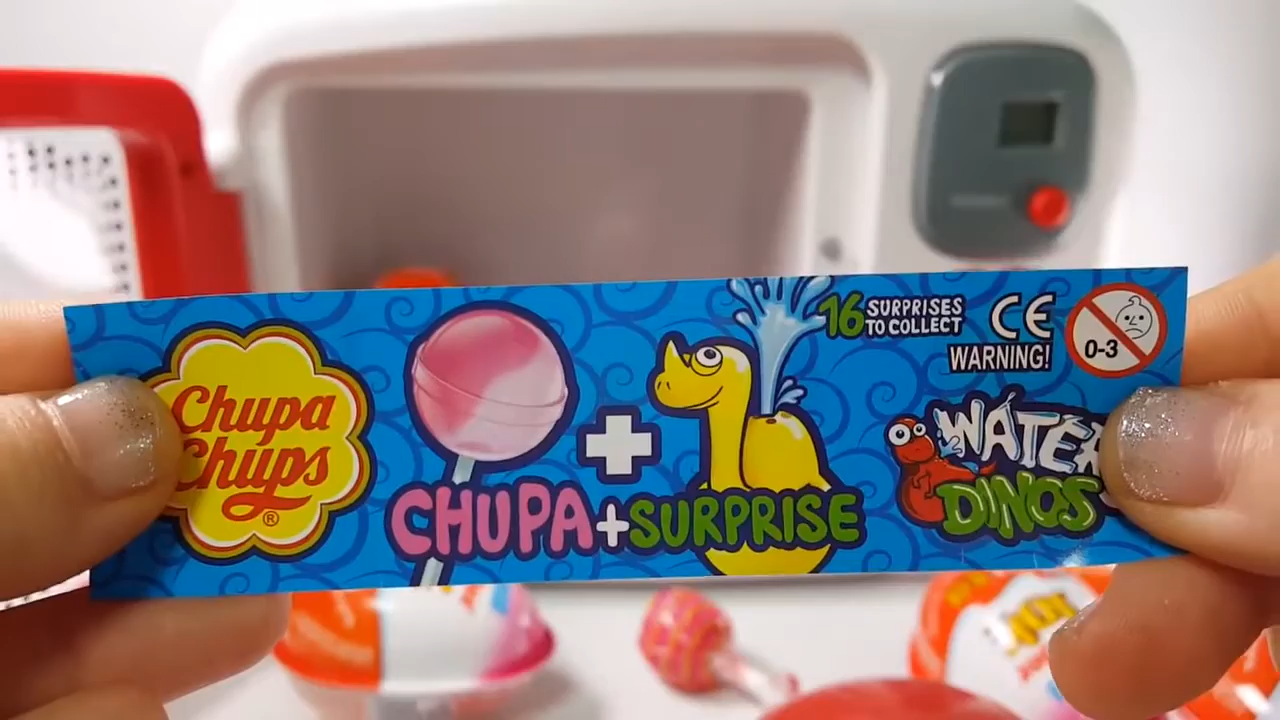 Chupa
Chups
®
CHUPA+SURPRISE
16 SURPRISES
TO COLLECT
CE
WARNING!
0-3
WATER
DINOS